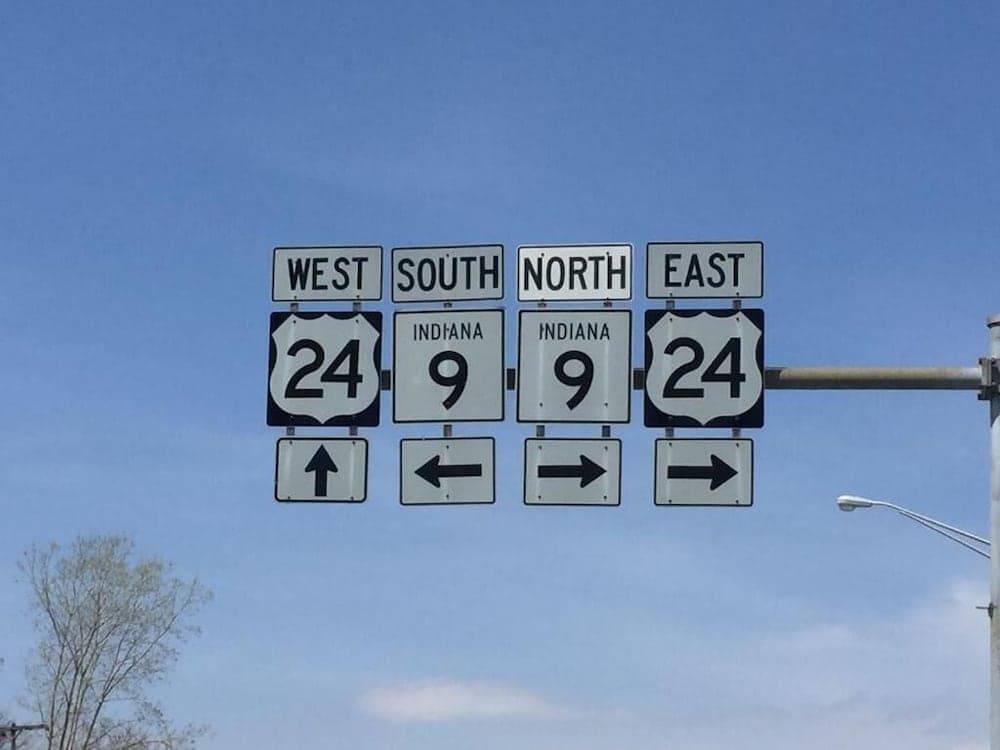 WEST SOUTH NORTH EAST
24 INDIANA 9 INDIANA 9 24